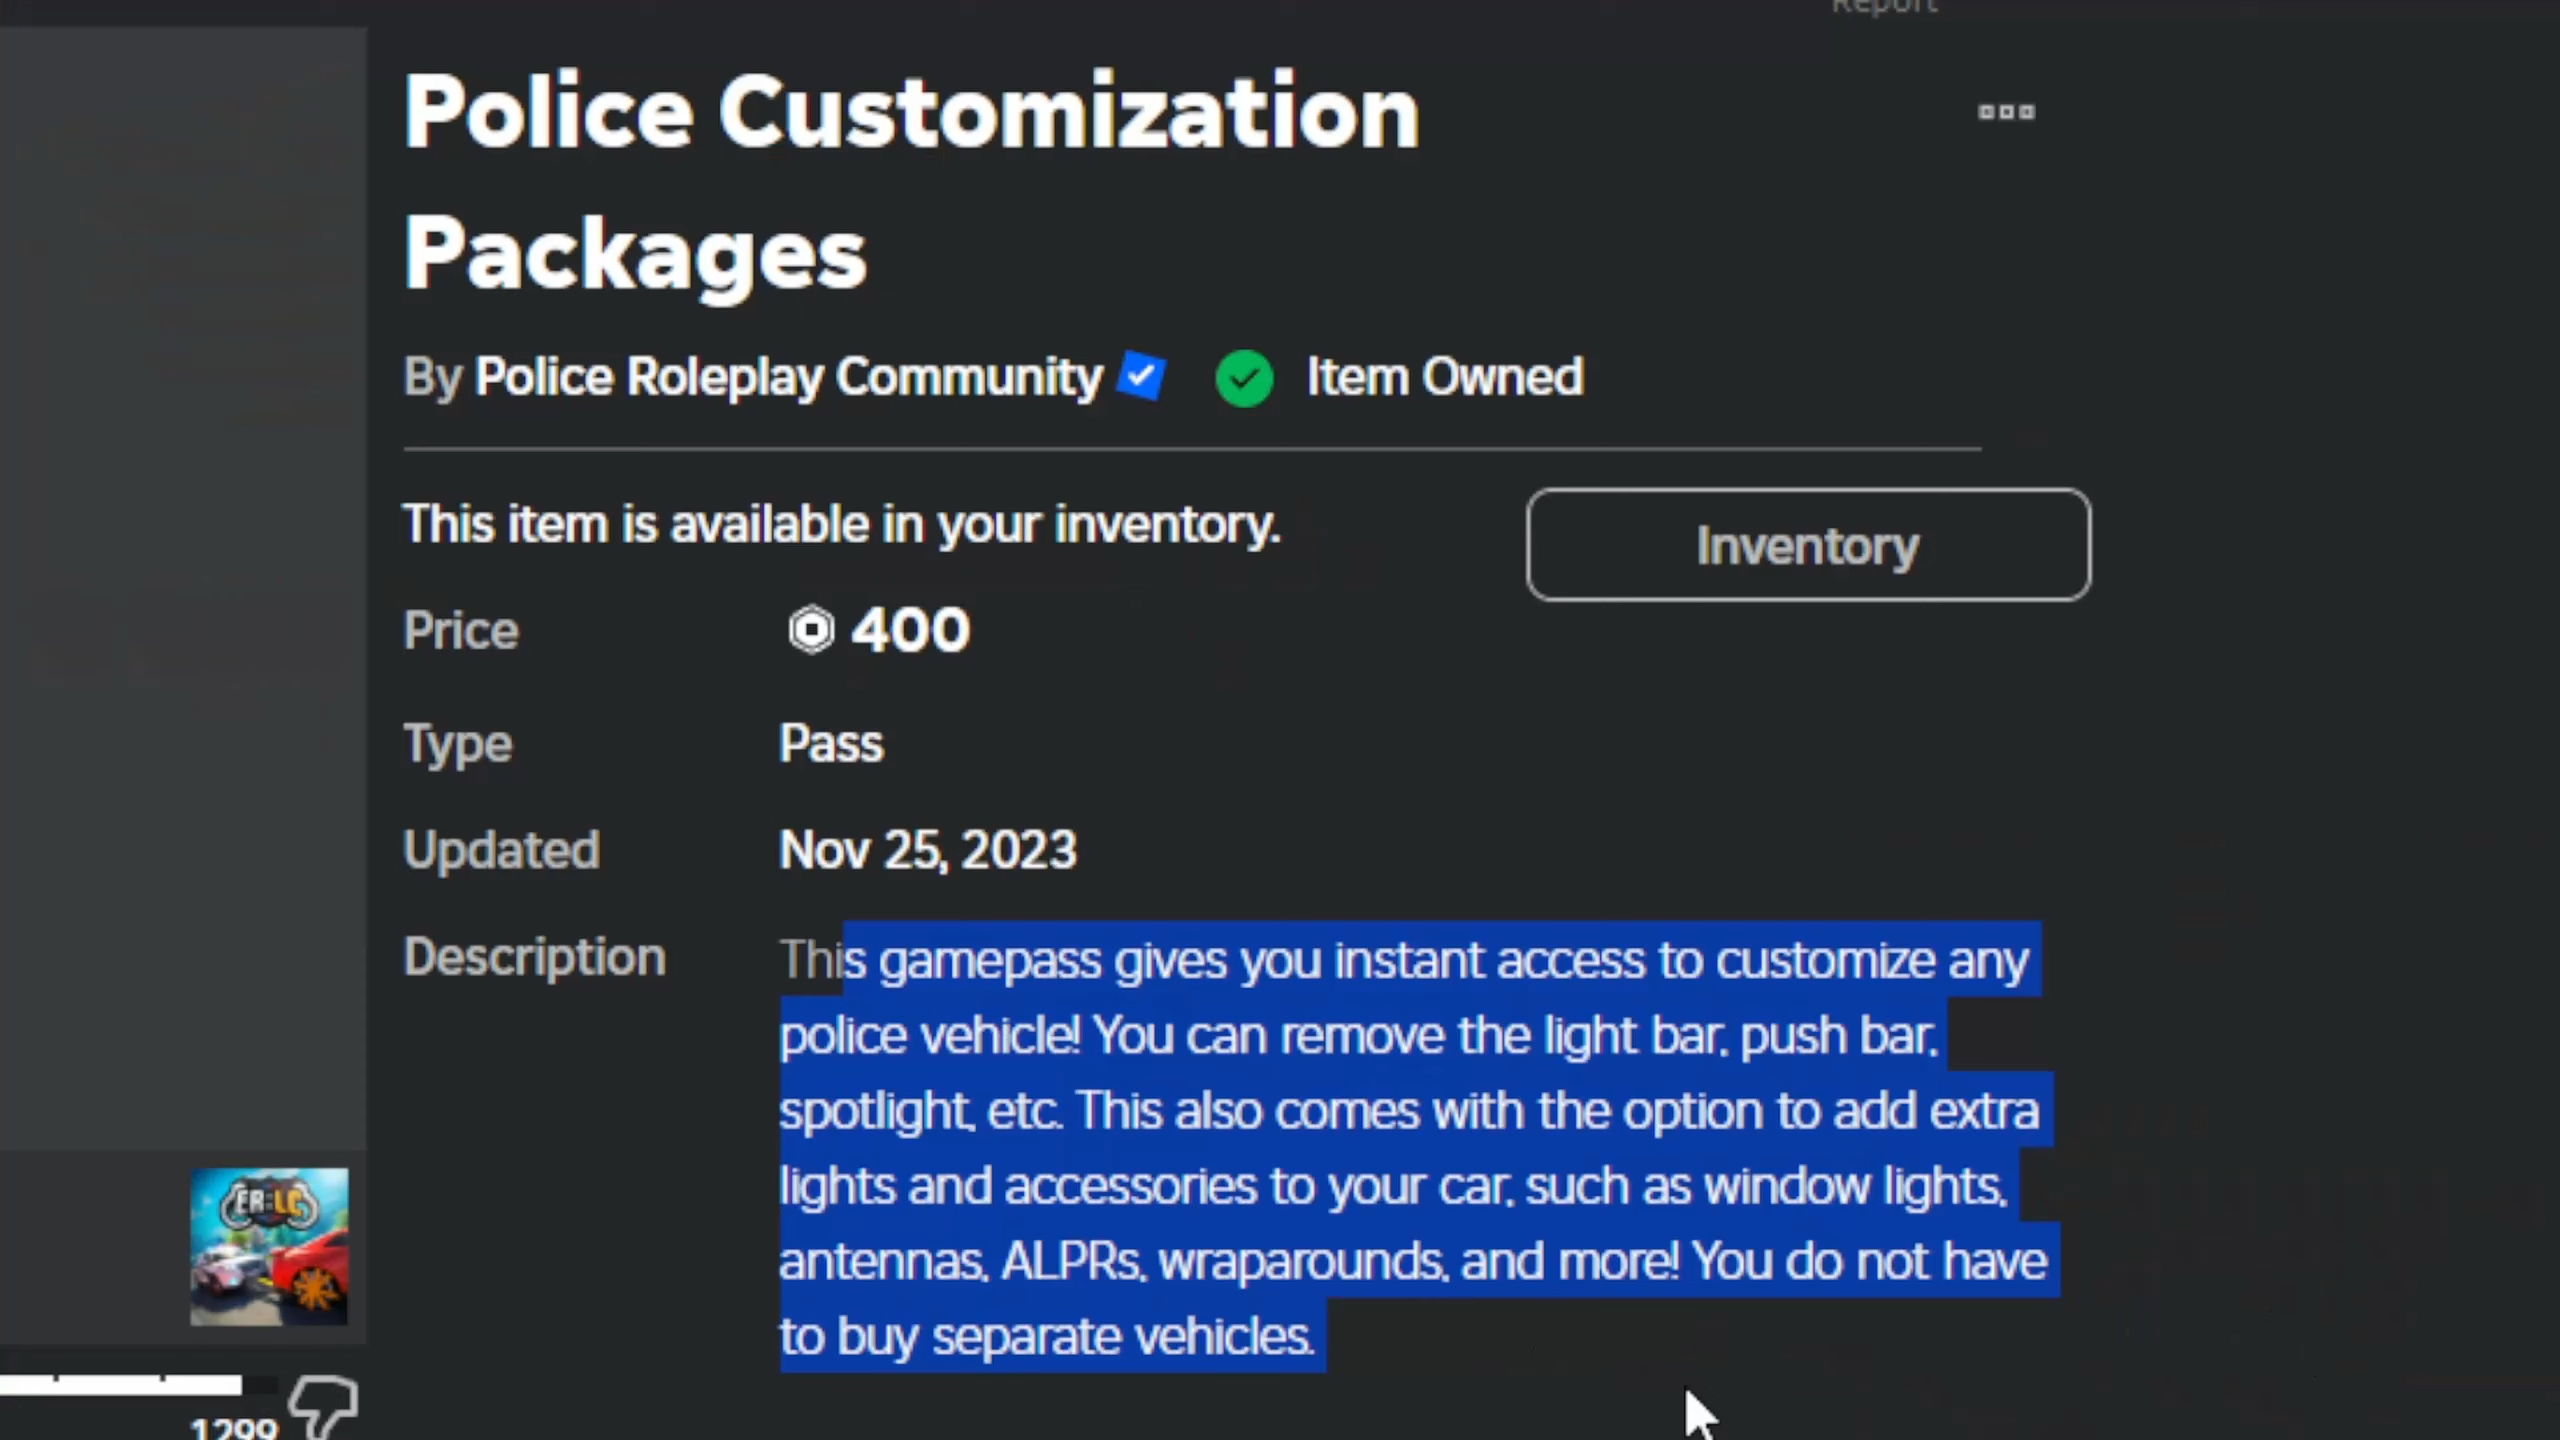 Report
Police Customization
Packages
By Police Roleplay Community
Item Owned
This item is available in your inventory.
Inventory
Price
400
Type
Pass
Updated
Nov 25, 2023
Description
This gamepass gives you instant access to customize any
police vehicle! You can remove the light bar, push bar,
spotlight, etc. This also comes with the option to add extra
lights and accessories to your car, such as window lights,
antennas, ALPRs, wraparounds, and more! You do not have
to buy separate vehicles.
ER:LC
1299